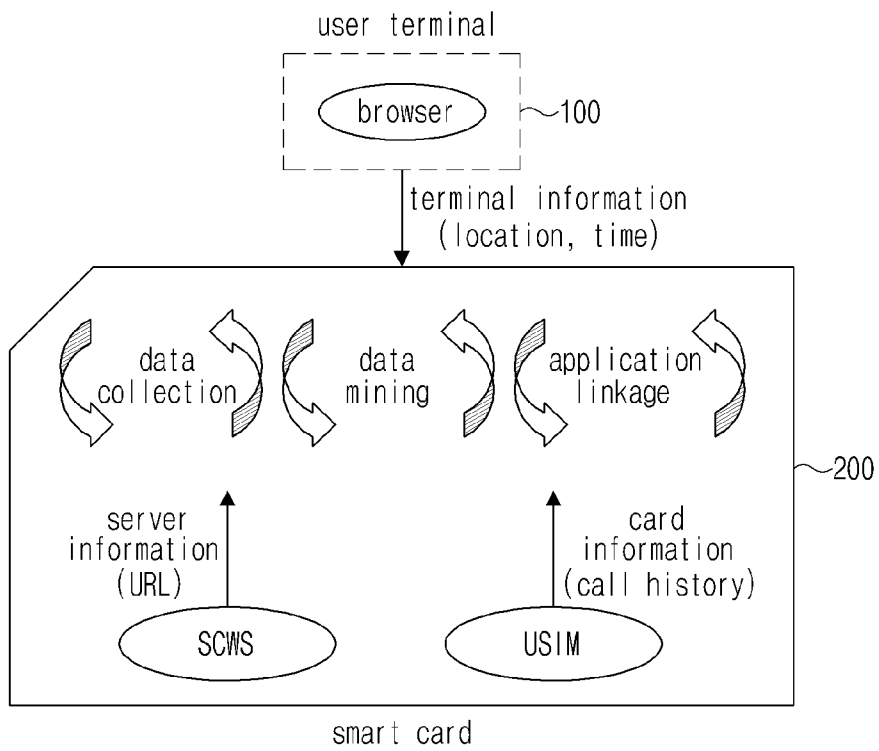 user terminal
browser
100
terminal information
(location, time)
data
collection
data
mining
application
linkage
200
server
information
(URL)
card
information
(call history)
SCWS
USIM
smart card